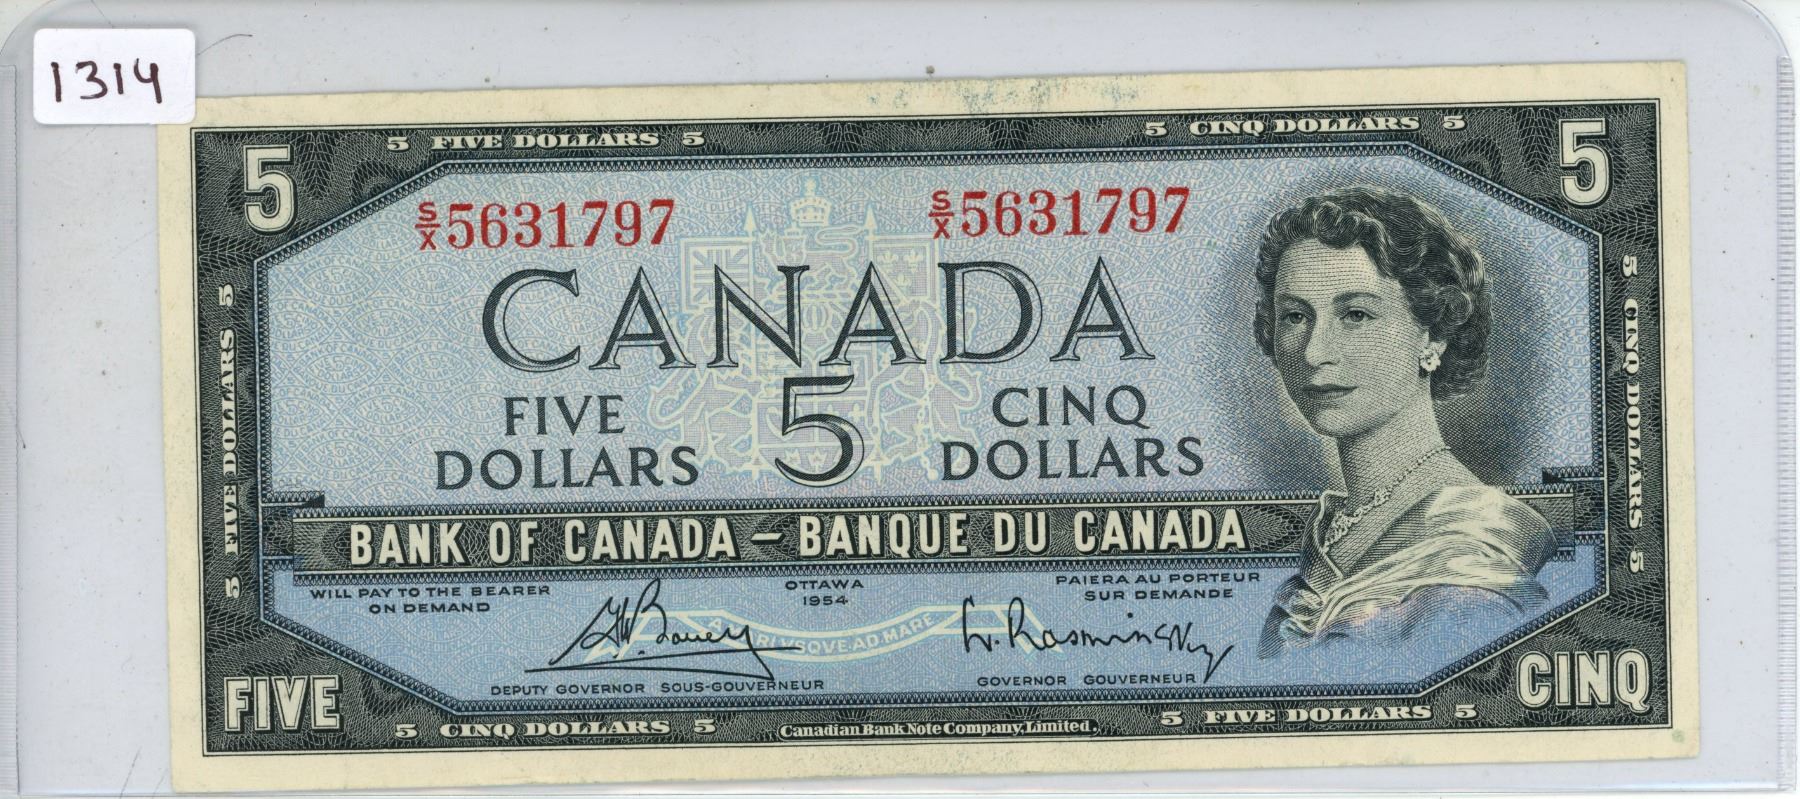 1314
5 FIVE DOLLARS 5
5 CINQ DOLLARS 5
5
5
S/X 5631797
S/X 5631797
CANADA
FIVE
DOLLARS
5
CINQ
DOLLARS
5 FIVE DOLLARS 5
5 CINQ DOLLARS 5
BANK OF CANADA – BANQUE DU CANADA
WILL PAY TO THE BEARER
ON DEMAND
OTTAWA
1954
PAIERA AU PORTEUR
SUR DEMANDE
A MARI VSQVE AD MARE
L. Rasminsky
DEPUTY GOVERNOR SOUS-GOUVERNEUR
GOVERNOR GOUVERNEUR
FIVE
CINQ
5 CINQ DOLLARS 5
Canadian Bank Note Company, Limited.
5 FIVE DOLLARS 5